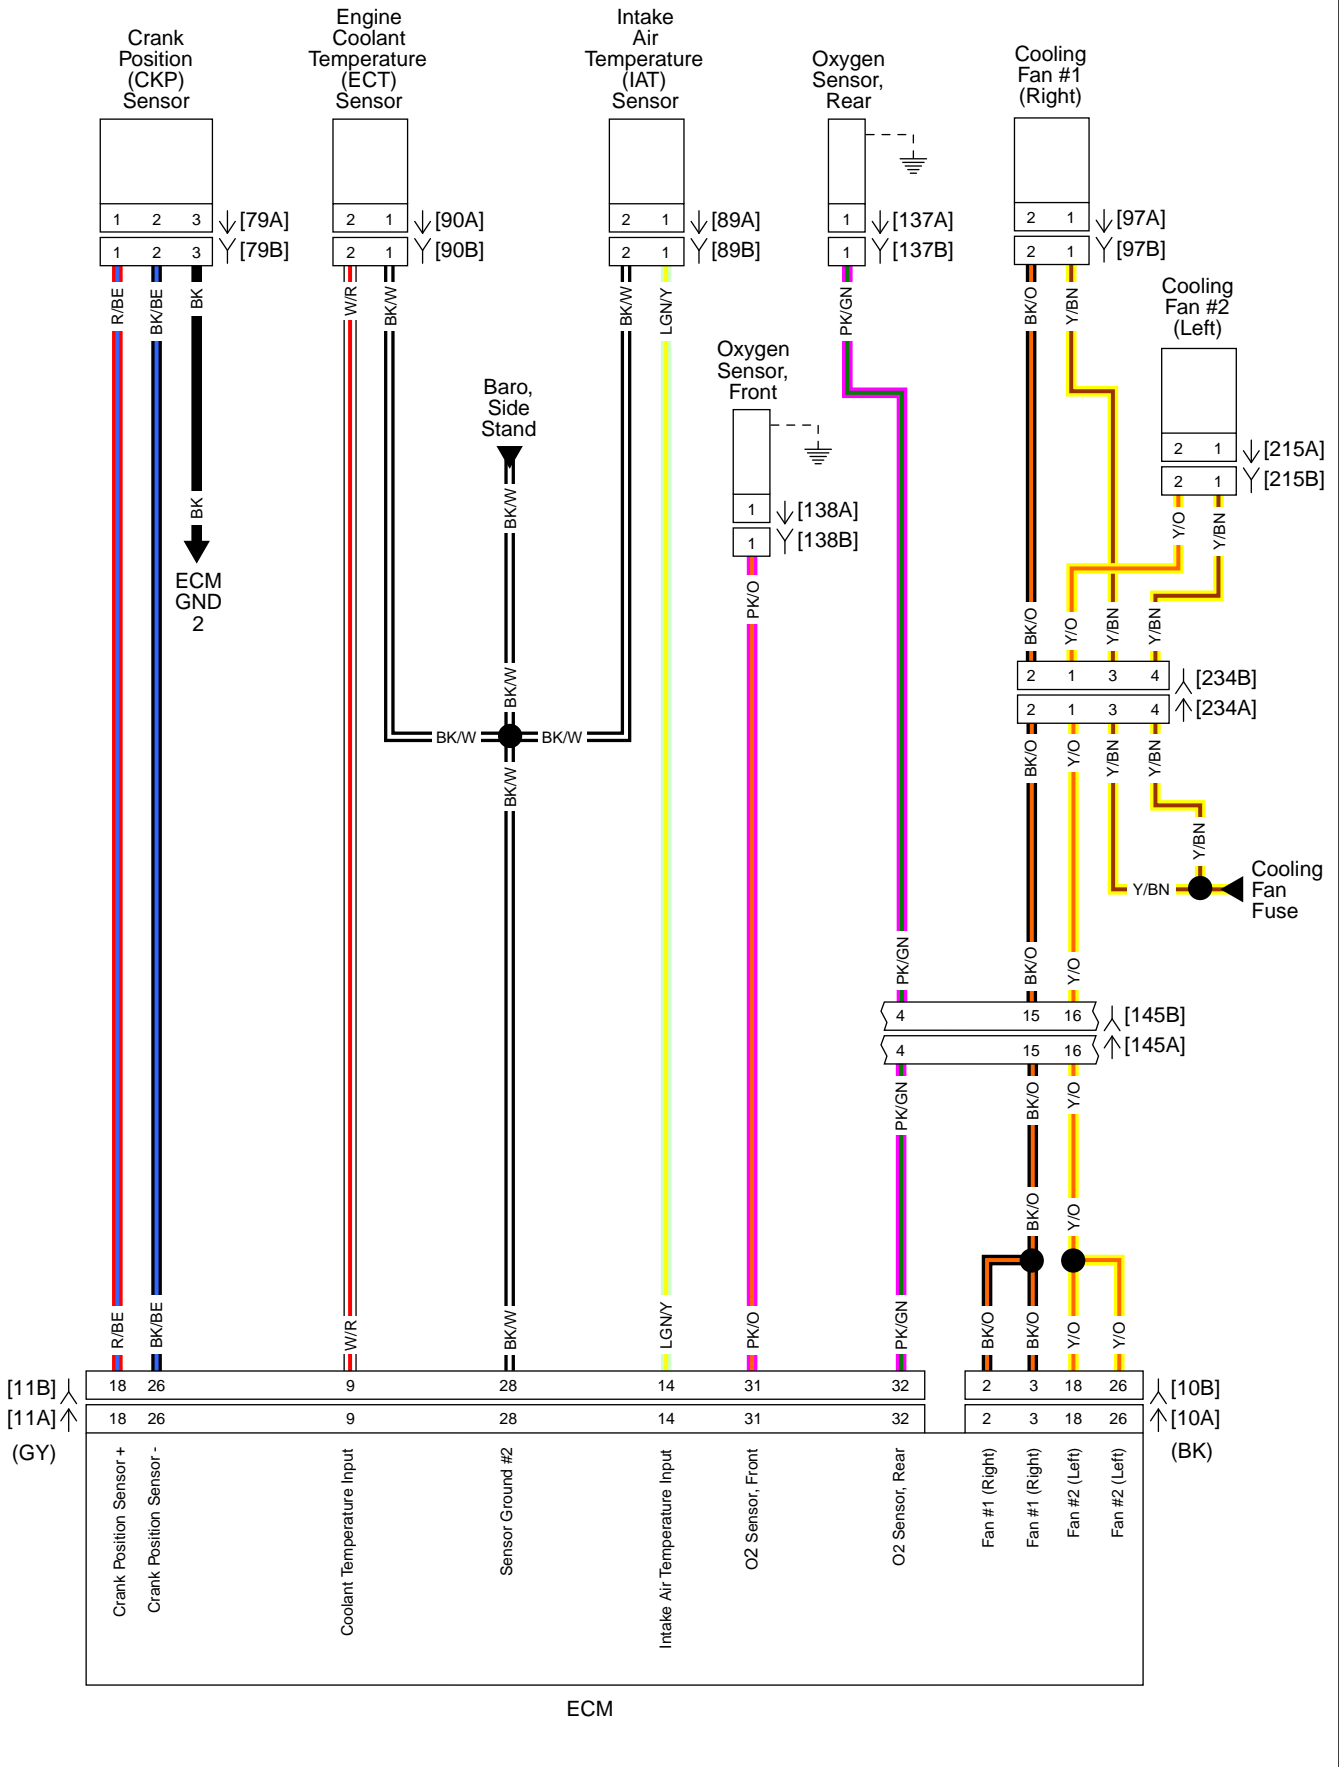 Crank
Position
(CKP)
Sensor
Engine
Coolant
Temperature
(ECT)
Sensor
Intake
Air
Temperature
(IAT)
Sensor
Oxygen
Sensor,
Rear
Cooling
Fan #1
(Right)
1 2 3 [79A]
1 2 3 [79B]
2 1 [90A]
2 1 [90B]
2 1 [89A]
2 1 [89B]
1 [137A]
1 [137B]
2 1 [97A]
2 1 [97B]
R/BE BK/BE BK W/R BK/W BK/W LGN/Y PK/GN BK/O Y/BN
Cooling
Fan #2
(Left)
2 1 [215A]
2 1 [215B]
Y/O Y/BN
Oxygen
Sensor,
Front
1 [138A]
1 [138B]
PK/O
Baro,
Side
Stand
BK/W
BK
ECM
GND
2
BK/O Y/O Y/BN Y/BN
2 1 3 4 [234B]
2 1 3 4 [234A]
BK/O Y/O Y/BN Y/BN
BK/W
BK/W BK/W
BK/W
Y/BN
Y/BN
Cooling
Fan
Fuse
PK/GN BK/O Y/O
4 15 16 [145B]
4 15 16 [145A]
PK/GN BK/O Y/O
BK/O Y/O
R/BE BK/BE W/R BK/W LGN/Y PK/O PK/GN BK/O BK/O Y/O Y/O
[11B] 18 26 9 28 14 31 32 2 3 18 26 [10B]
[11A] 18 26 9 28 14 31 32 2 3 18 26 [10A]
(GY) (BK)
Crank Position Sensor +
Crank Position Sensor -
Coolant Temperature Input
Sensor Ground #2
Intake Air Temperature Input
O2 Sensor, Front
O2 Sensor, Rear
Fan #1 (Right)
Fan #1 (Right)
Fan #2 (Left)
Fan #2 (Left)
ECM